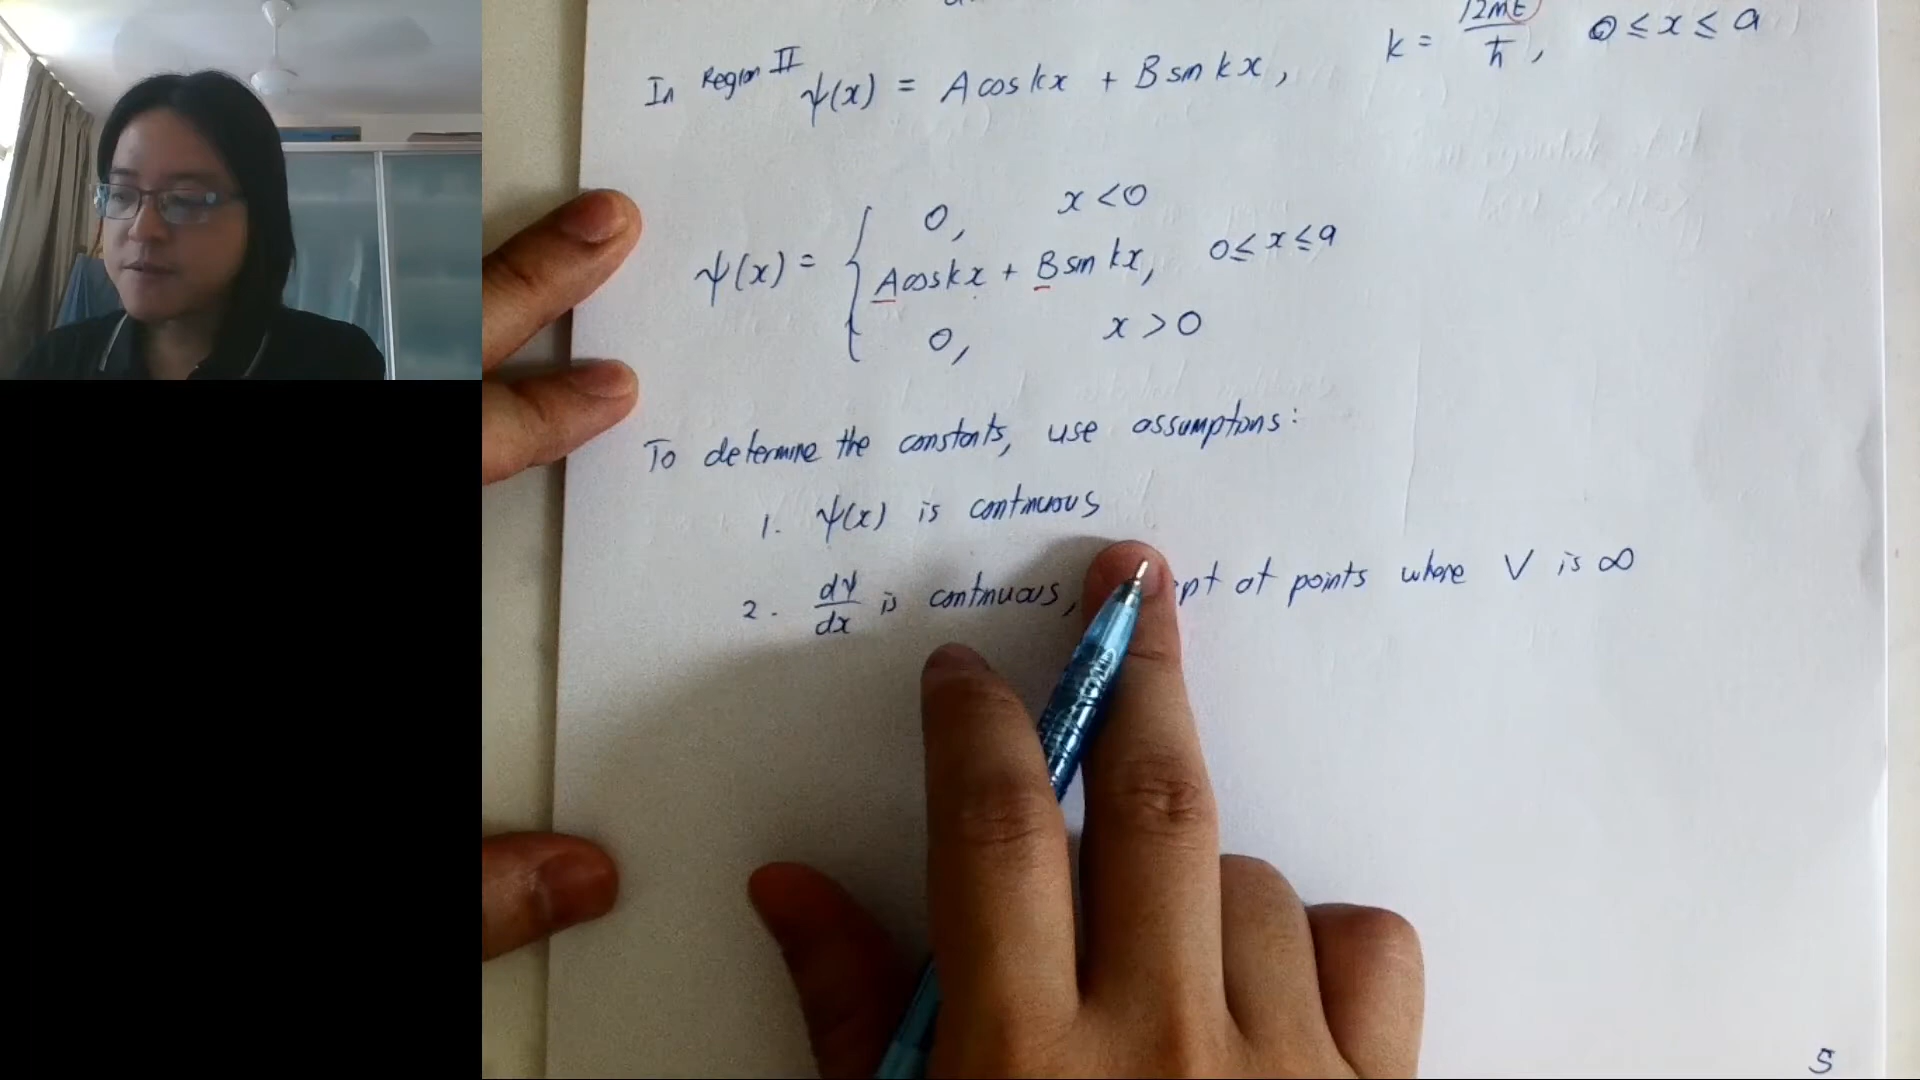 In Region II ψ(x) = A cos kx + B sin kx, k = √2mE / ħ, 0 ≤ x ≤ a
0, x < 0
ψ(x) = { A cos kx + B sin kx, 0 ≤ x ≤ a
0, x > 0
To determine the constants, use assumptions:
1. ψ(x) is continuous
2. dψ/dx is continuous, at points where V is ∞
5